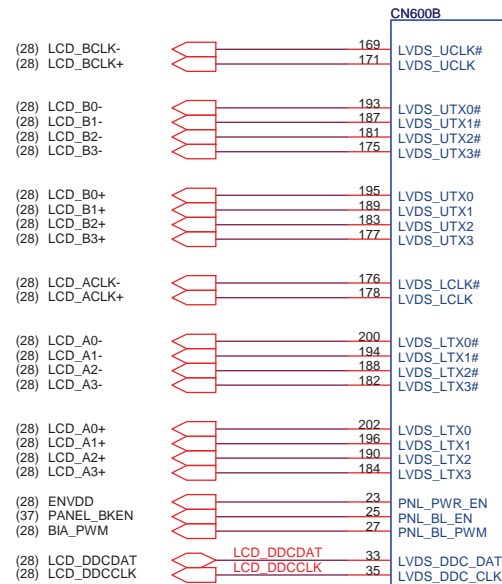 CN600B
(28) LCD_BCLK- 169 LVDS_UCLK#
(28) LCD_BCLK+ 171 LVDS_UCLK
(28) LCD_B0- 193 LVDS_UTX0#
(28) LCD_B1- 187 LVDS_UTX1#
(28) LCD_B2- 181 LVDS_UTX2#
(28) LCD_B3- 175 LVDS_UTX3#
(28) LCD_B0+ 195 LVDS_UTX0
(28) LCD_B1+ 189 LVDS_UTX1
(28) LCD_B2+ 183 LVDS_UTX2
(28) LCD_B3+ 177 LVDS_UTX3
(28) LCD_ACLK- 176 LVDS_LCLK#
(28) LCD_ACLK+ 178 LVDS_LCLK
(28) LCD_A0- 200 LVDS_LTX0#
(28) LCD_A1- 194 LVDS_LTX1#
(28) LCD_A2- 188 LVDS_LTX2#
(28) LCD_A3- 182 LVDS_LTX3#
(28) LCD_A0+ 202 LVDS_LTX0
(28) LCD_A1+ 196 LVDS_LTX1
(28) LCD_A2+ 190 LVDS_LTX2
(28) LCD_A3+ 184 LVDS_LTX3
(28) ENVDD 23 PNL_PWR_EN
(37) PANEL_BKEN 25 PNL_BL_EN
(28) BIA_PWM 27 PNL_BL_PWM
(28) LCD_DDCDAT LCD_DDCDAT 33 LVDS_DDC_DAT
(28) LCD_DDCCLK LCD_DDCCLK 35 LVDS_DDC_CLK